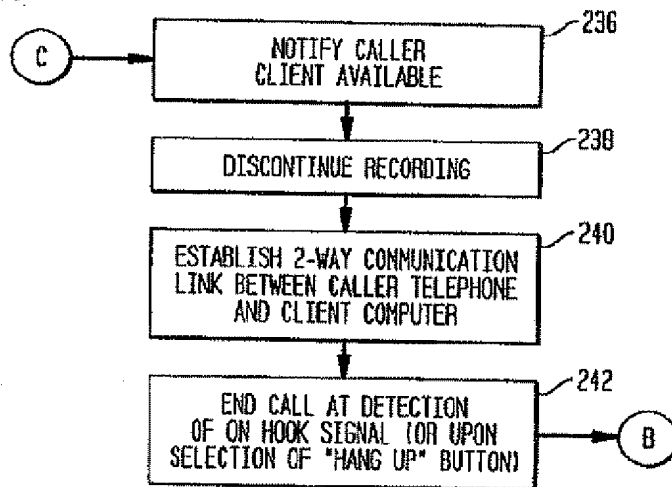 236
C
NOTIFY CALLER
CLIENT AVAILABLE
238
DISCONTINUE RECORDING
240
ESTABLISH 2-WAY COMMUNICATION
LINK BETWEEN CALLER TELEPHONE
AND CLIENT COMPUTER
242
END CALL AT DETECTION
OF ON HOOK SIGNAL (OR UPON
SELECTION OF "HANG UP" BUTTON)
B